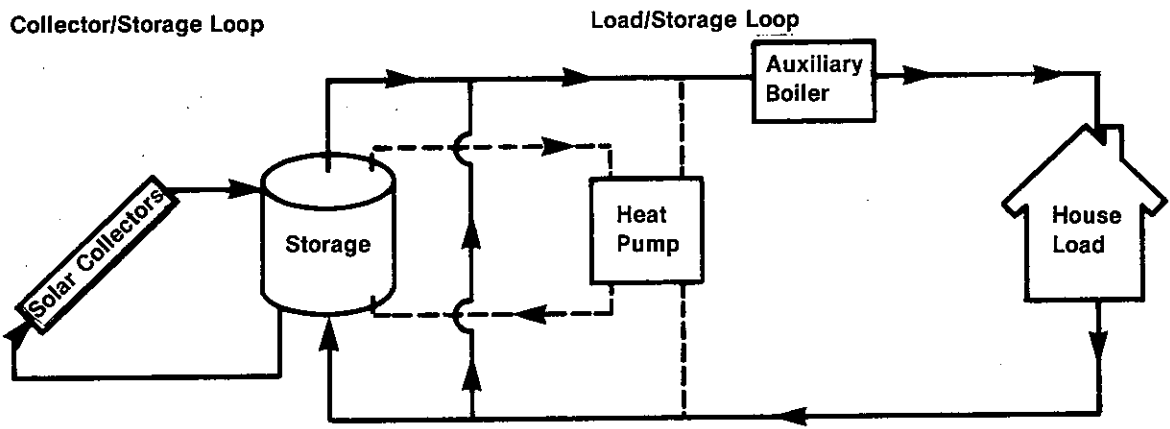 Collector/Storage Loop
Load/Storage Loop
Auxiliary
Boiler
Solar Collectors
Storage
Heat
Pump
House
Load